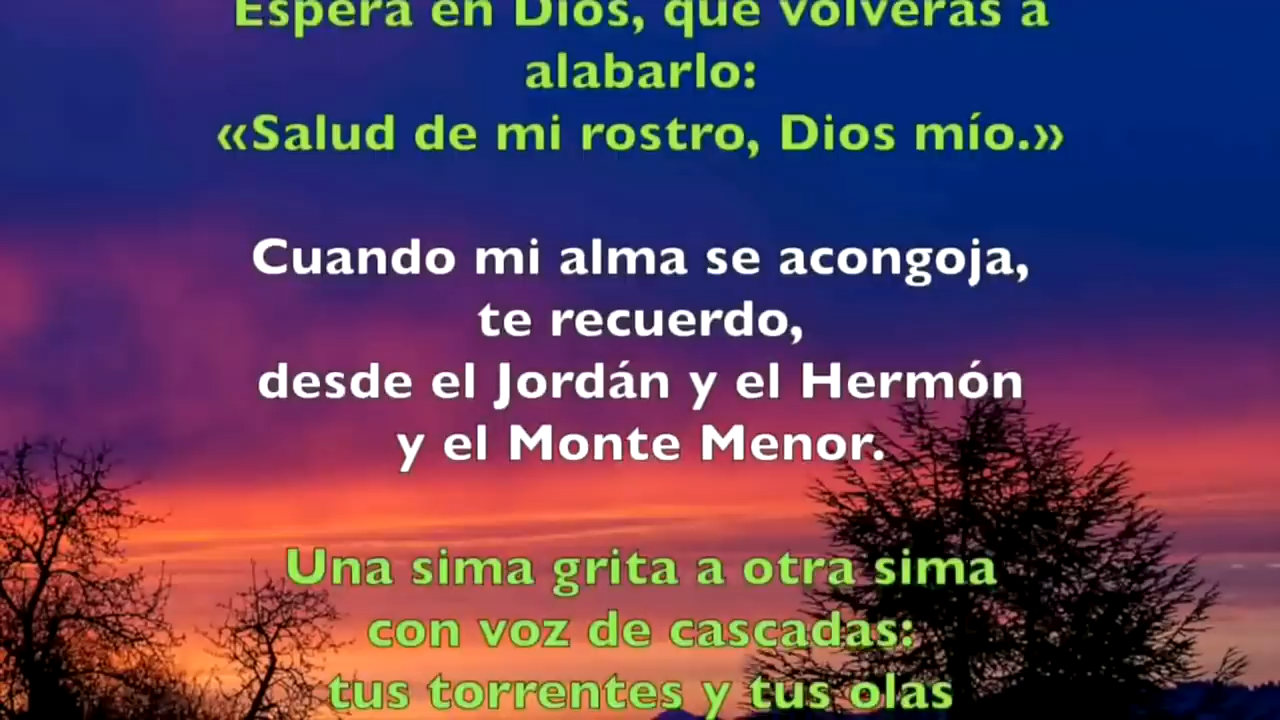 Espera en Dios, que volverás a
alabarlo:
«Salud de mi rostro, Dios mío.»
Cuando mi alma se acongoja,
te recuerdo,
desde el Jordán y el Hermón
y el Monte Menor.
Una sima grita a otra sima
con voz de cascadas:
tus torrentes y tus olas